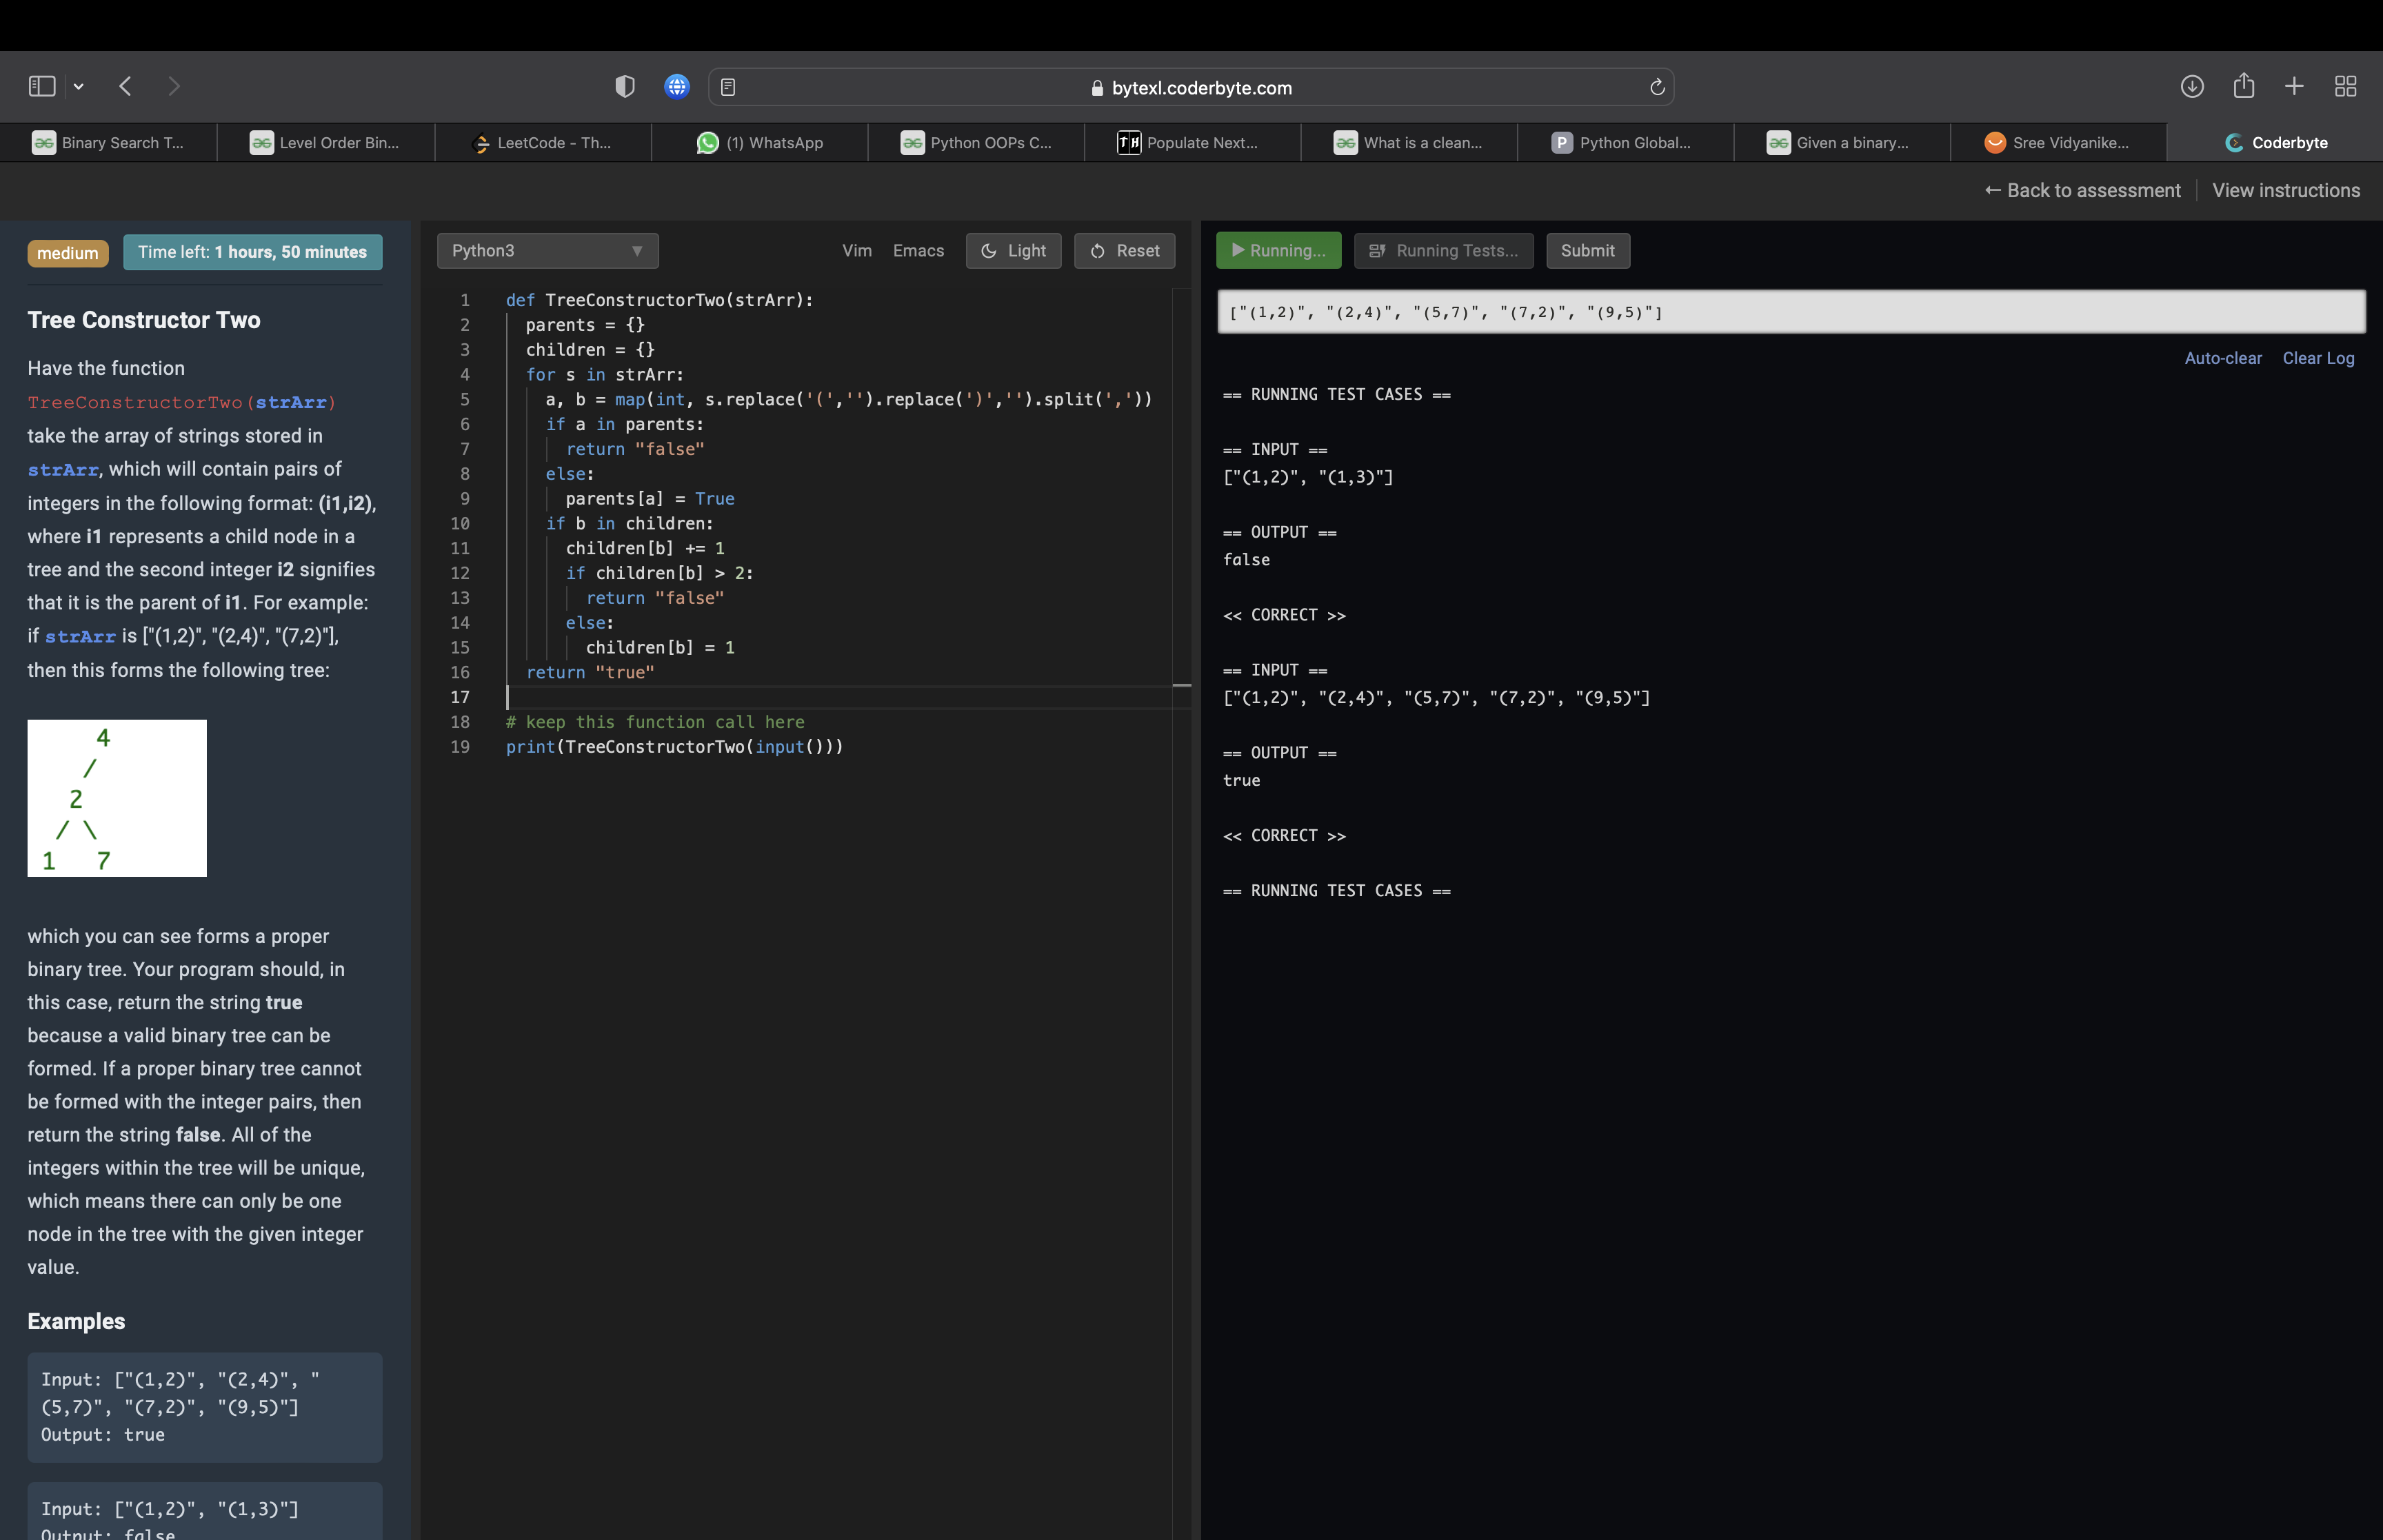 bytexl.coderbyte.com
Binary Search T...
Level Order Bin...
LeetCode - Th...
(1) WhatsApp
Python OOPs C...
TH
Populate Next...
What is a clean...
P
Python Global...
Given a binary...
Sree Vidyanike...
Coderbyte
← Back to assessment
View instructions
medium
Time left: 1 hours, 50 minutes
Tree Constructor Two
Have the function
TreeConstructorTwo(strArr)
take the array of strings stored in
strArr, which will contain pairs of
integers in the following format: (i1,i2),
where i1 represents a child node in a
tree and the second integer i2 signifies
that it is the parent of i1. For example:
if strArr is ["(1,2)", "(2,4)", "(7,2)"],
then this forms the following tree:
4
/
2
/ \
1 7
which you can see forms a proper
binary tree. Your program should, in
this case, return the string true
because a valid binary tree can be
formed. If a proper binary tree cannot
be formed with the integer pairs, then
return the string false. All of the
integers within the tree will be unique,
which means there can only be one
node in the tree with the given integer
value.
Examples
Input: ["(1,2)", "(2,4)", "
(5,7)", "(7,2)", "(9,5)"]
Output: true
Input: ["(1,2)", "(1,3)"]
Output: false
Python3
Vim
Emacs
Light
Reset
1 def TreeConstructorTwo(strArr):
2 parents = {}
3 children = {}
4 for s in strArr:
5 a, b = map(int, s.replace('(','').replace(')','').split(','))
6 if a in parents:
7 return "false"
8 else:
9 parents[a] = True
10 if b in children:
11 children[b] += 1
12 if children[b] > 2:
13 return "false"
14 else:
15 children[b] = 1
16 return "true"
17
18 # keep this function call here
19 print(TreeConstructorTwo(input()))
Running...
Running Tests...
Submit
["(1,2)", "(2,4)", "(5,7)", "(7,2)", "(9,5)"]
Auto-clear
Clear Log
== RUNNING TEST CASES ==
== INPUT ==
["(1,2)", "(1,3)"]
== OUTPUT ==
false
<< CORRECT >>
== INPUT ==
["(1,2)", "(2,4)", "(5,7)", "(7,2)", "(9,5)"]
== OUTPUT ==
true
<< CORRECT >>
== RUNNING TEST CASES ==